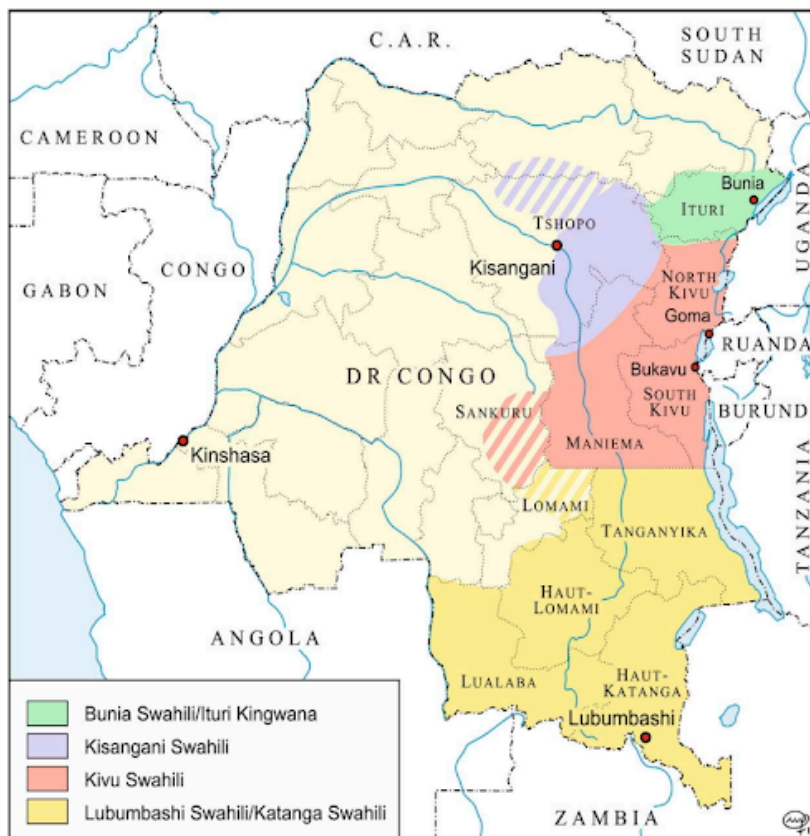 C.A.R.
SOUTH
SUDAN
CAMEROON
UGANDA
Bunia
ITURI
TSHOPO
Kisangani
CONGO
GABON
NORTH
KIVU
Goma
RUANDA
Bukavu
SOUTH
KIVU
BURUND
DR CONGO
SANKURU
MANIEMA
Kinshasa
LOMAMI
TANGANYIKA
TANZANIA
HAUT-
LOMAMI
ANGOLA
LUALABA
HAUT-
KATANGA
Lubumbashi
ZAMBIA
Bunia Swahili/Ituri Kingwana
Kisangani Swahili
Kivu Swahili
Lubumbashi Swahili/Katanga Swahili